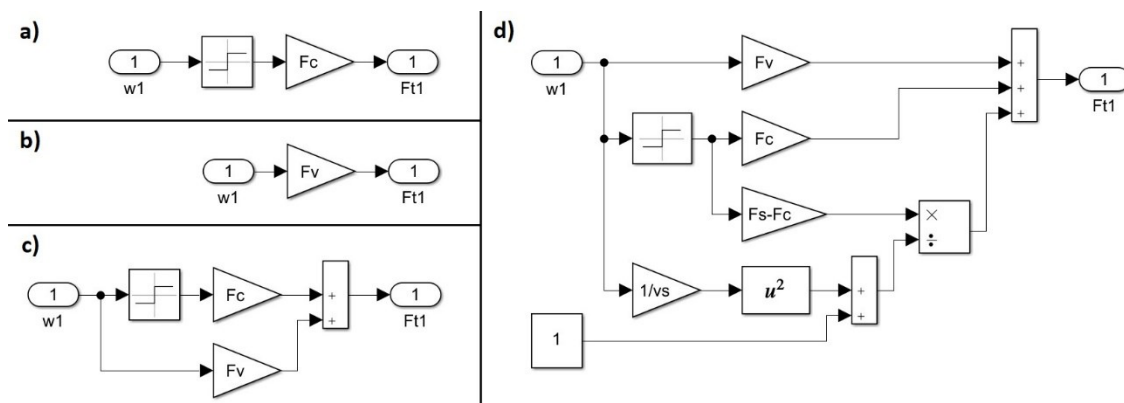 a)
1
w1
Fc
1
Ft1
b)
1
w1
Fv
1
Ft1
c)
1
w1
Fc
Fv
+
+
1
Ft1
d)
1
w1
Fv
Fc
Fs-Fc
1/vs
u²
1
+
+
×
÷
+
+
+
1
Ft1